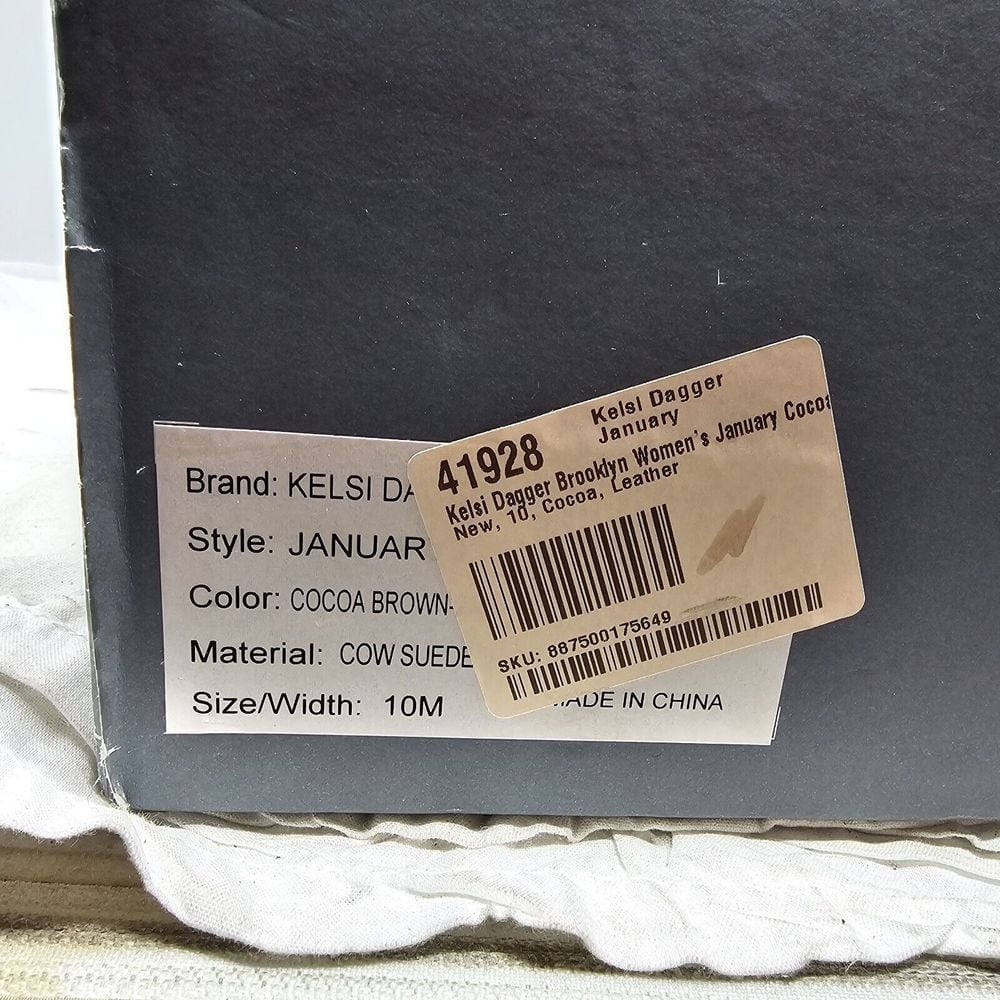 Brand: KELSI DA
Style: JANUAR
Color: COCOA BROWN-
Material: COW SUEDE
Size/Width: 10M
MADE IN CHINA
Kelsi Dagger
January
41928
Kelsi Dagger Brooklyn Women's January Cocoa
New, 10, Cocoa, Leather
SKU: 887500175649